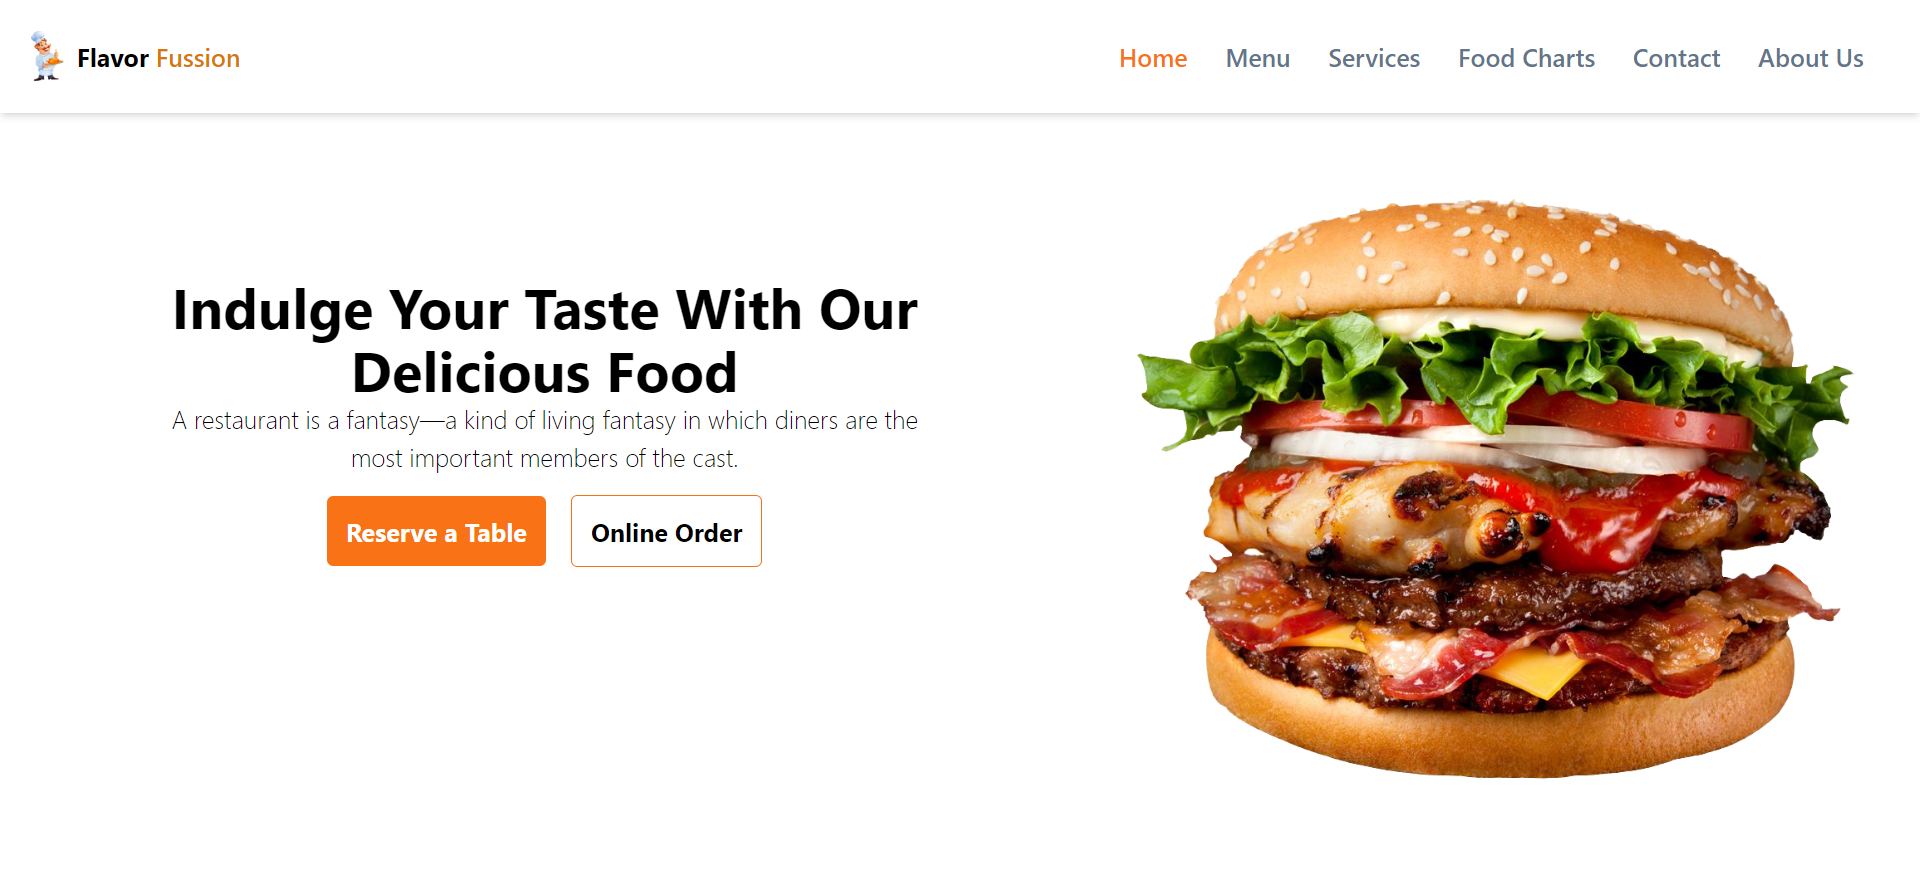 Flavor Fussion
Home Menu Services Food Charts Contact About Us
Indulge Your Taste With Our
Delicious Food
A restaurant is a fantasy—a kind of living fantasy in which diners are the
most important members of the cast.
Reserve a Table
Online Order